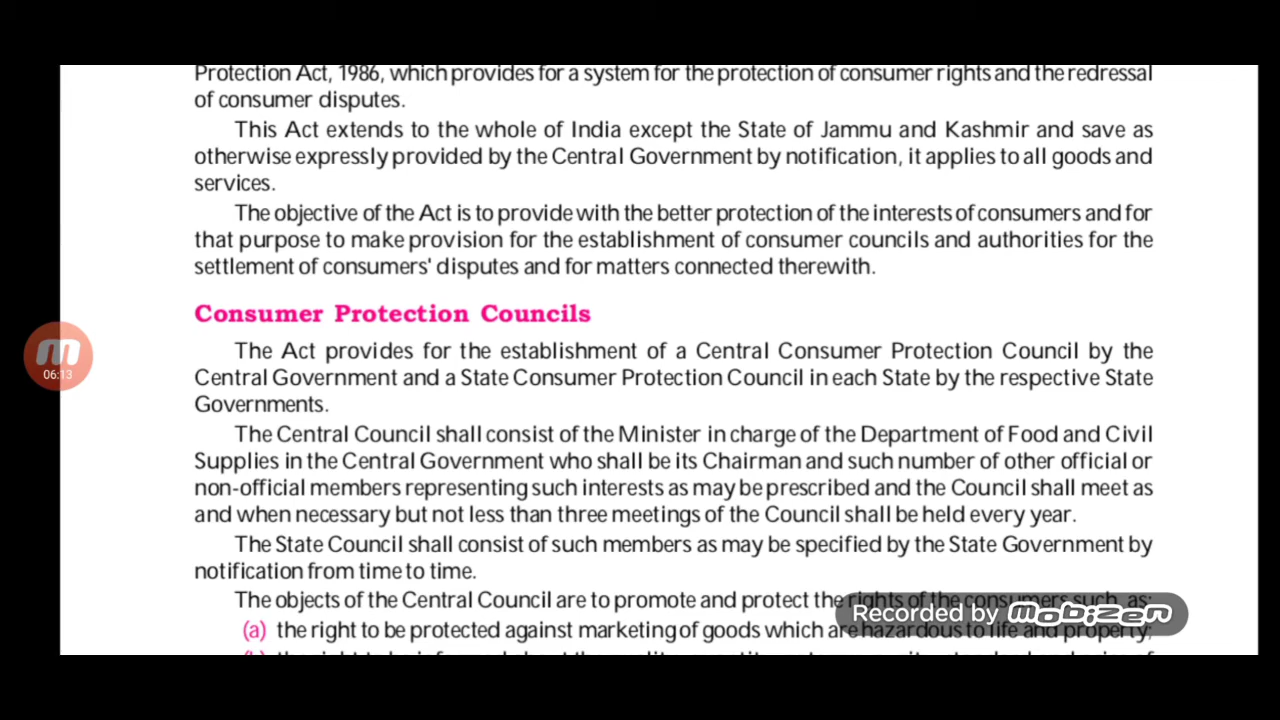 Protection Act, 1986, which provides for a system for the protection of consumer rights and the redressal
of consumer disputes.
This Act extends to the whole of India except the State of Jammu and Kashmir and save as
otherwise expressly provided by the Central Government by notification, it applies to all goods and
services.
The objective of the Act is to provide with the better protection of the interests of consumers and for
that purpose to make provision for the establishment of consumer councils and authorities for the
settlement of consumers' disputes and for matters connected therewith.
Consumer Protection Councils
The Act provides for the establishment of a Central Consumer Protection Council by the
Central Government and a State Consumer Protection Council in each State by the respective State
Governments.
The Central Council shall consist of the Minister in charge of the Department of Food and Civil
Supplies in the Central Government who shall be its Chairman and such number of other official or
non-official members representing such interests as may be prescribed and the Council shall meet as
and when necessary but not less than three meetings of the Council shall be held every year.
The State Council shall consist of such members as may be specified by the State Government by
notification from time to time.
The objects of the Central Council are to promote and protect the rights of the consumers such as:
(a) the right to be protected against marketing of goods which are hazardous to life and property;
06:13
Recorded by mobizen